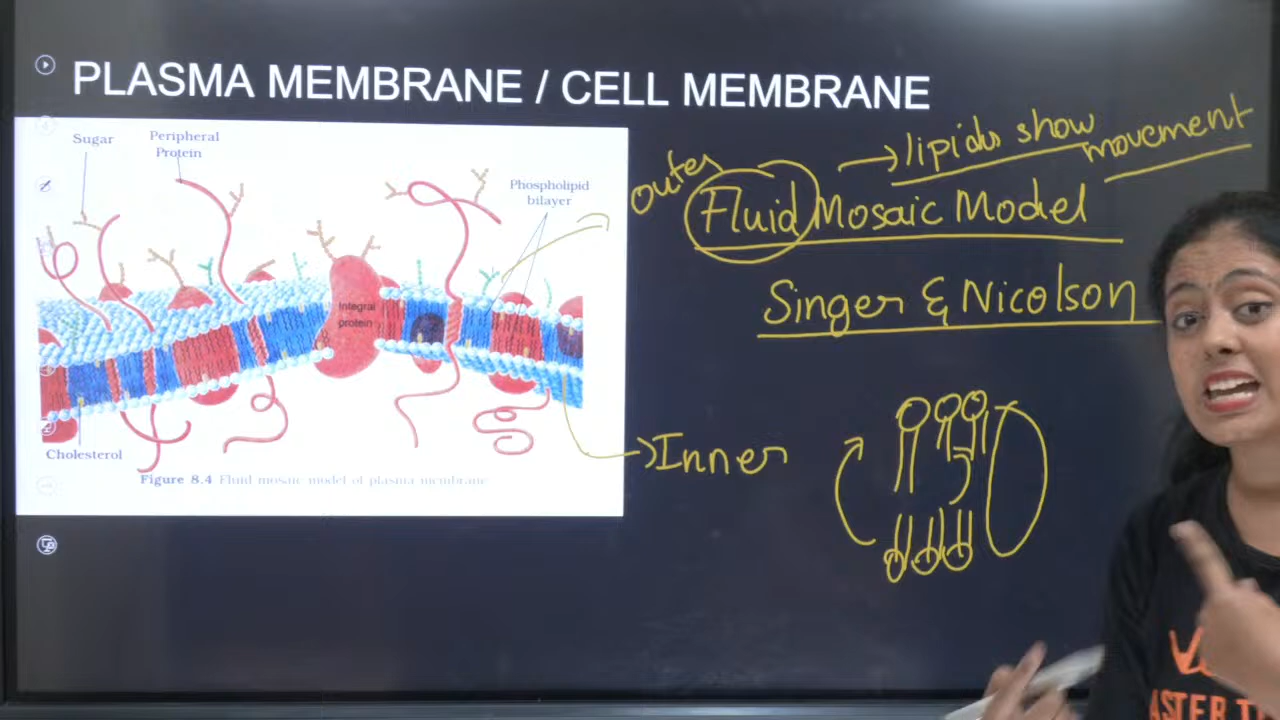 PLASMA MEMBRANE / CELL MEMBRANE
Sugar
Peripheral
Protein
Phospholipid
bilayer
Integral
protein
Cholesterol
Figure 8.4 Fluid mosaic model of plasma membrane
outer
→ lipids show movement
Fluid Mosaic Model
Singer & Nicolson
→ Inner
ASTER T